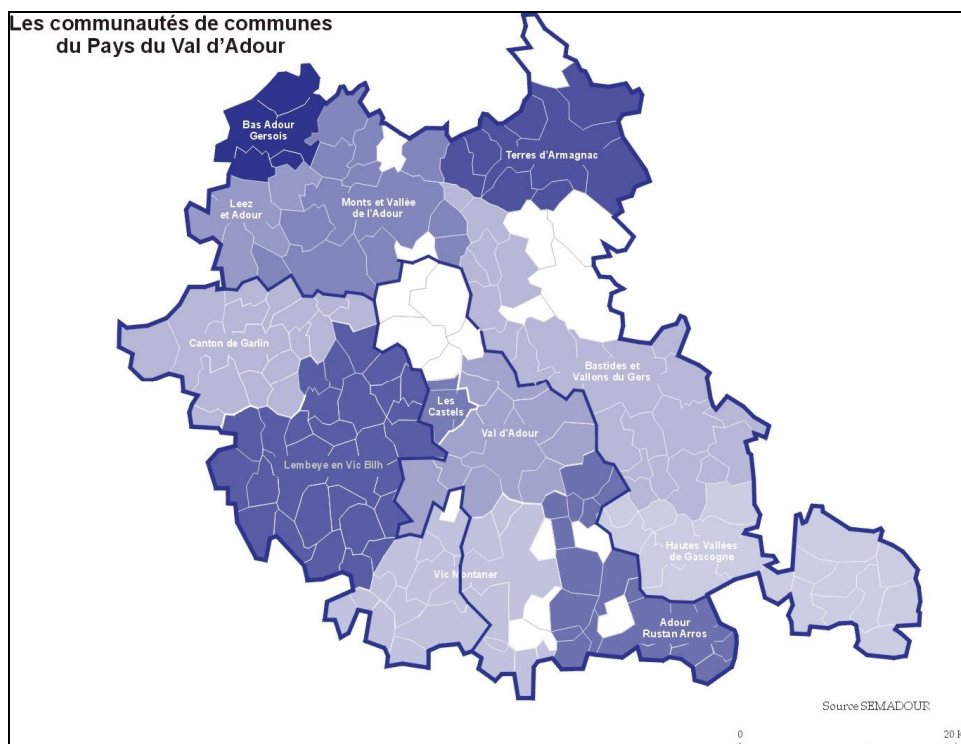 Les communautés de communes
du Pays du Val d'Adour
Bas Adour
Gersois
Terres d'Armagnac
Leez
et Adour
Monts et Vallée
de l'Adour
Canton de Garlin
Bastides et
Vallons du Gers
Les
Castels
Val d'Adour
Lembeye en Vic Bilh
Hautes Vallées
de Gascogne
Vic Montaner
Adour
Rustan Arros
Source SEMADOUR
0 20 K